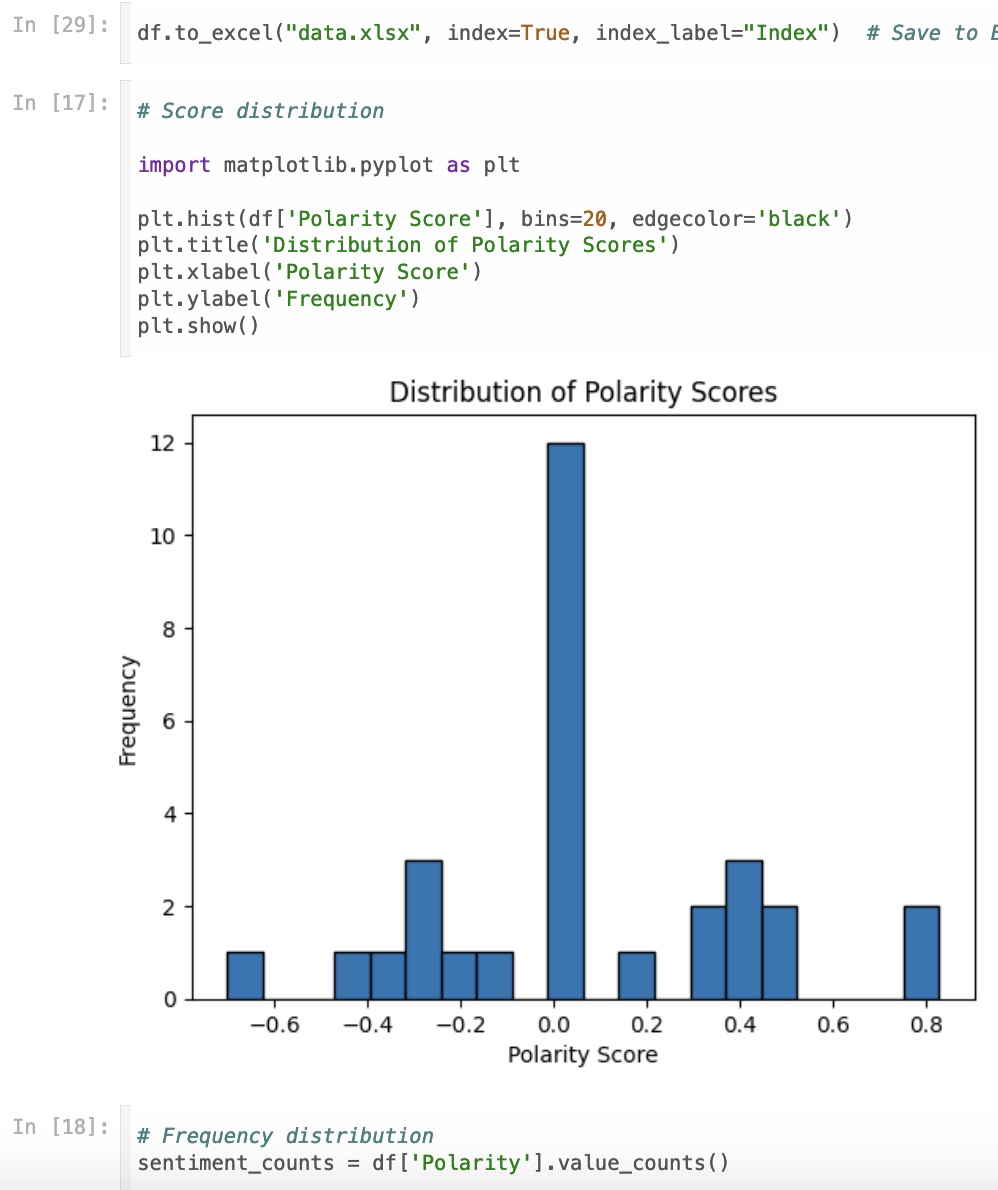 In [29]:
df.to_excel("data.xlsx", index=True, index_label="Index")  # Save to
In [17]:
# Score distribution
import matplotlib.pyplot as plt
plt.hist(df['Polarity Score'], bins=20, edgecolor='black')
plt.title('Distribution of Polarity Scores')
plt.xlabel('Polarity Score')
plt.ylabel('Frequency')
plt.show()
Distribution of Polarity Scores
12
10
8
6
4
2
0
Frequency
−0.6 −0.4 −0.2 0.0 0.2 0.4 0.6 0.8
Polarity Score
In [18]:
# Frequency distribution
sentiment_counts = df['Polarity'].value_counts()